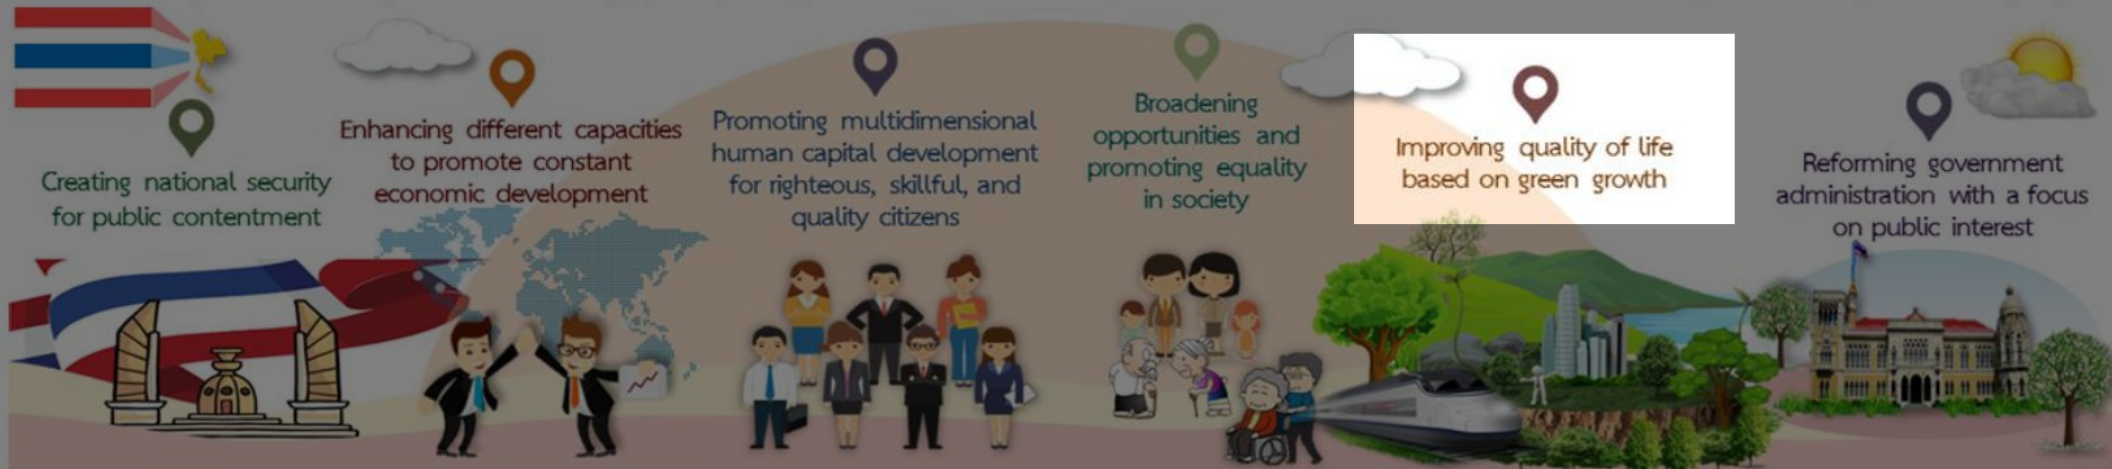 Creating national security
for public contentment
Enhancing different capacities
to promote constant
economic development
Promoting multidimensional
human capital development
for righteous, skillful, and
quality citizens
Broadening
opportunities and
promoting equality
in society
Improving quality of life
based on green growth
Reforming government
administration with a focus
on public interest